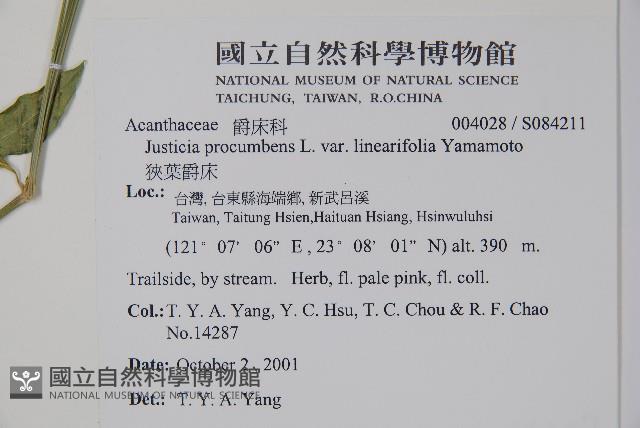 國立自然科學博物館
NATIONAL MUSEUM OF NATURAL SCIENCE
TAICHUNG, TAIWAN, R.O.CHINA
Acanthaceae 爵床科 004028 / S084211
Justicia procumbens L. var. linearifolia Yamamoto
狹葉爵床
Loc.: 台灣, 台東縣海端鄉, 新武呂溪
Taiwan, Taitung Hsien,Haituan Hsiang, Hsinwuluhsi
(121° 07′ 06″ E , 23° 08′ 01″ N) alt. 390 m.
Trailside, by stream. Herb, fl. pale pink, fl. coll.
Col.: T. Y. A. Yang, Y. C. Hsu, T. C. Chou & R. F. Chao
No.14287
Date: October 2, 2001
國立自然科學博物館
NATIONAL MUSEUM OF NATURAL SCIENCE
Det.: T. Y. A. Yang